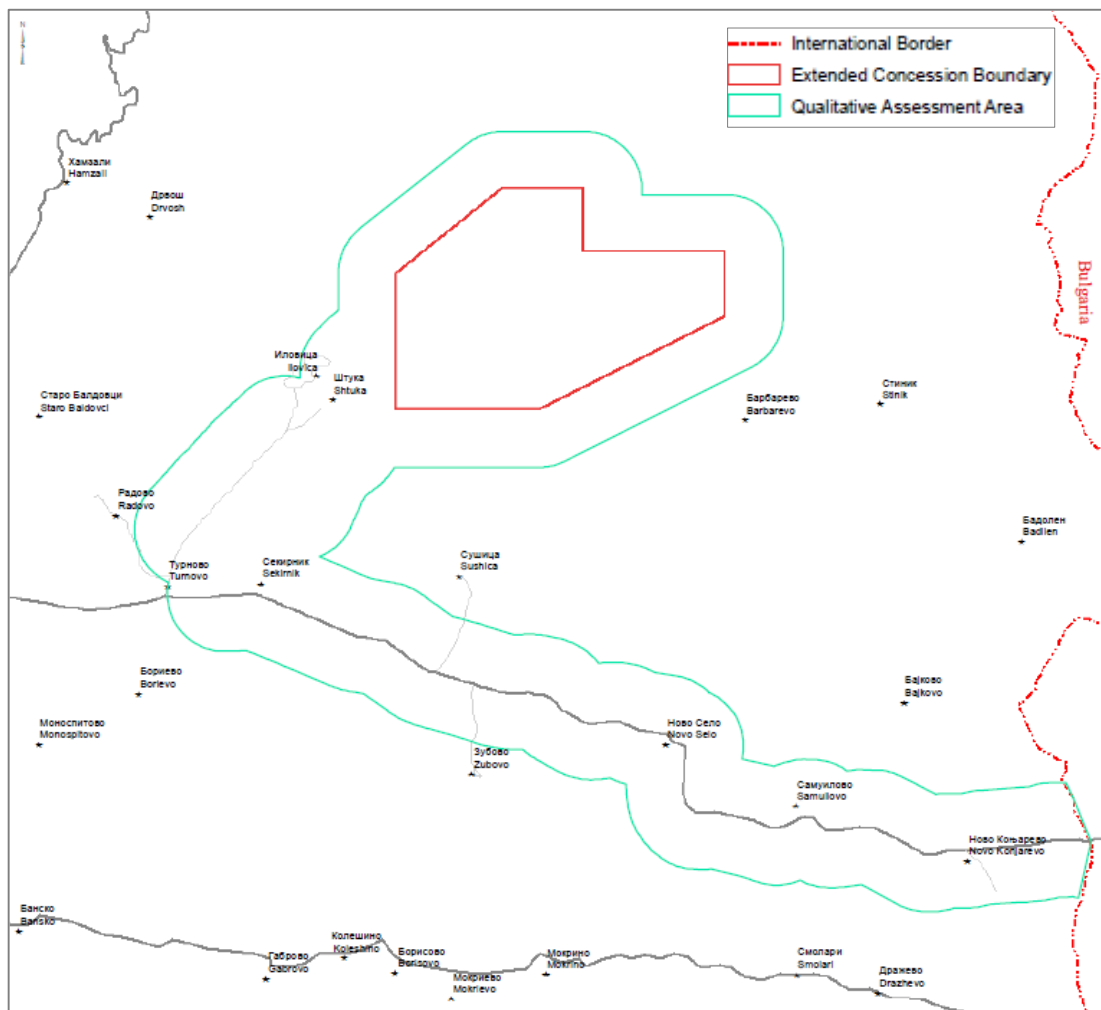 N
International Border
Extended Concession Boundary
Qualitative Assessment Area
Хамзали
Hamzali
Дрвош
Drvosh
Bulgaria
Иловица
Ilovica
Штука
Shtuka
Стиник
Stinik
Старо Балдовци
Staro Baldovci
Барбарево
Barbarevo
Радово
Radovo
Бадолен
Badilen
Турново
Turnovo
Секирник
Sekirnik
Сушица
Sushica
Бориево
Borievo
Бајково
Bajkovo
Моноспитово
Monospitovo
Ново Село
Novo Selo
Зубово
Zubovo
Самуилово
Samuilovo
Ново Коњарево
Novo Konjarevo
Банско
Bansko
Габрово
Gabrovo
Колешино
Koleshino
Борисово
Borisovo
Мокриево
Mokrievo
Мокрино
Mokrino
Смолари
Smolari
Дражево
Drazhevo